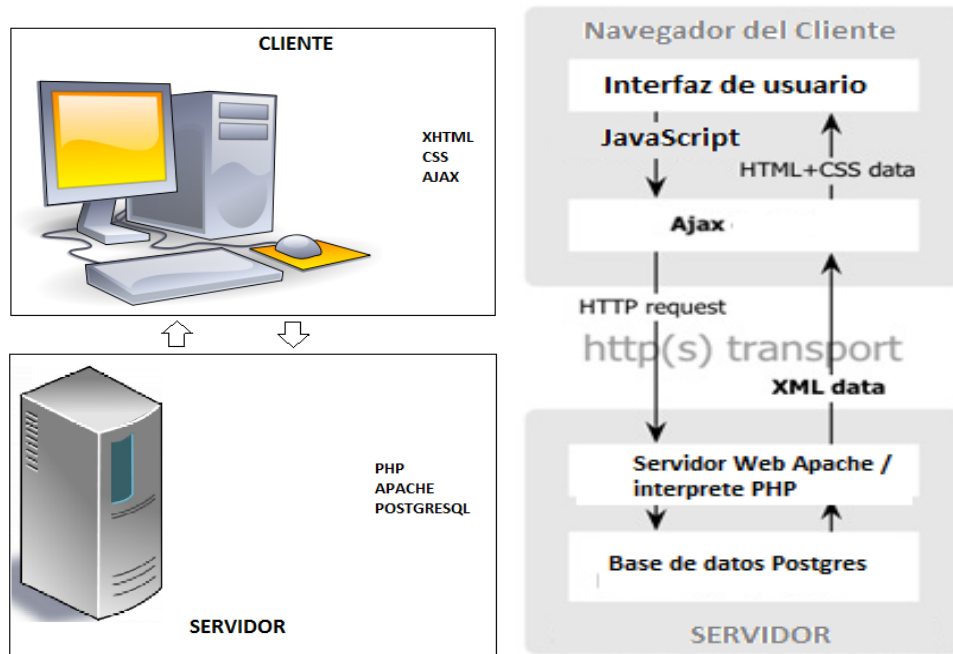 CLIENTE
XHTML
CSS
AJAX
PHP
APACHE
POSTGRESQL
SERVIDOR
Navegador del Cliente
Interfaz de usuario
JavaScript
HTML+CSS data
Ajax
HTTP request
http(s) transport
XML data
Servidor Web Apache /
interprete PHP
Base de datos Postgres
SERVIDOR